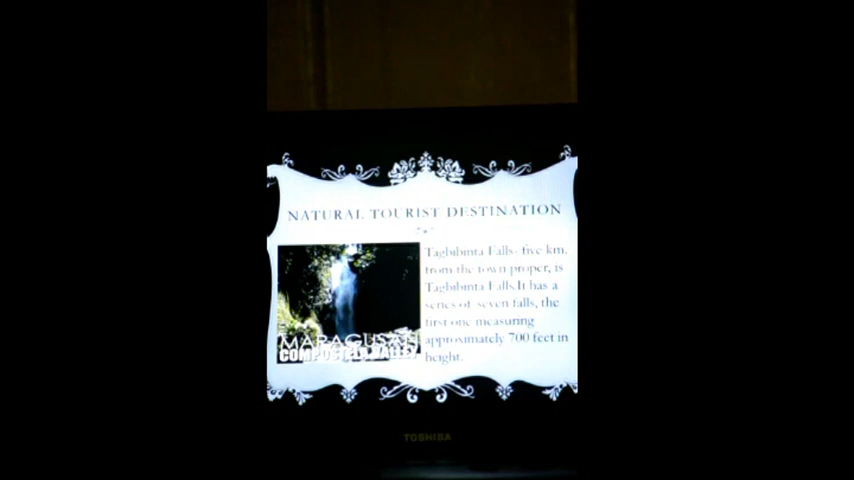 NATURAL TOURIST DESTINATION
Tagbibinta Falls- five km.
from the town proper, is
Tagbibinta Falls.It has a
series of seven falls, the
first one measuring
approximately 700 feet in
height.
MARAGUSAN
COMPOSTELA VALLEY
TOSHIBA